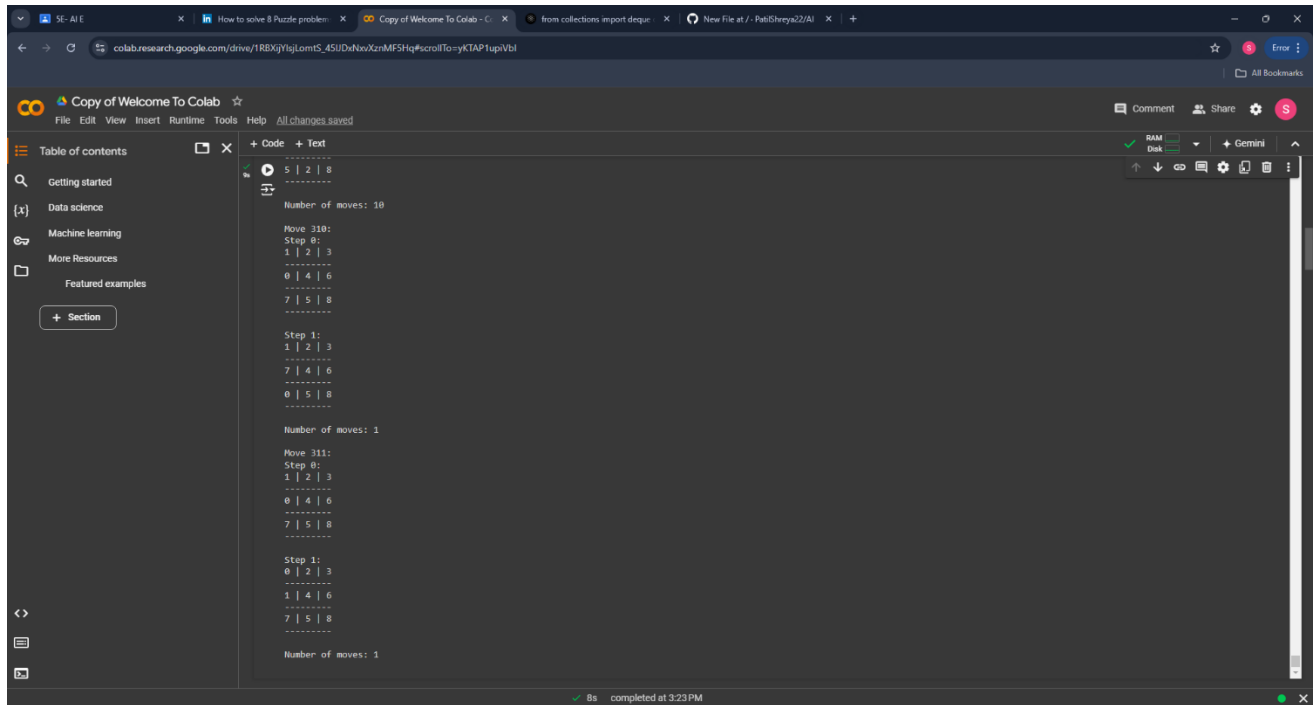 5E- AI E
How to solve 8 Puzzle problem
Copy of Welcome To Colab - Co
from collections import deque
New File at / · PatilShreya22/AI
colab.research.google.com/drive/
Error
All Bookmarks
Copy of Welcome To Colab
Comment
Share
S
File Edit View Insert Runtime Tools Help All changes saved
Table of contents
+ Code + Text
RAM
Disk
Gemini
Getting started
Data science
Machine learning
More Resources
Featured examples
+ Section
{x}
9s
---------
5 | 2 | 8
---------
Number of moves: 10
Move 310:
Step 0:
1 | 2 | 3
---------
0 | 4 | 6
---------
7 | 5 | 8
---------
Step 1:
1 | 2 | 3
---------
7 | 4 | 6
---------
0 | 5 | 8
---------
Number of moves: 1
Move 311:
Step 0:
1 | 2 | 3
---------
0 | 4 | 6
---------
7 | 5 | 8
---------
Step 1:
0 | 2 | 3
---------
1 | 4 | 6
---------
7 | 5 | 8
---------
Number of moves: 1
8s completed at 3:23 PM